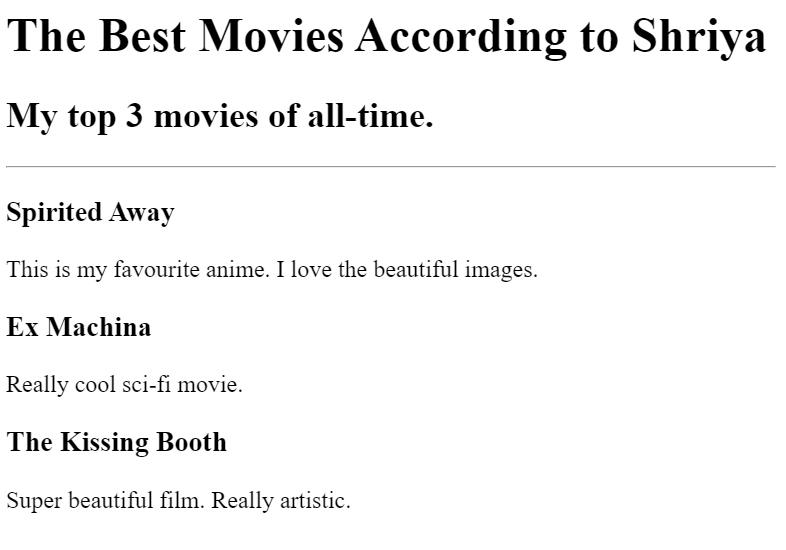 The Best Movies According to Shriya
My top 3 movies of all-time.
Spirited Away
This is my favourite anime. I love the beautiful images.
Ex Machina
Really cool sci-fi movie.
The Kissing Booth
Super beautiful film. Really artistic.